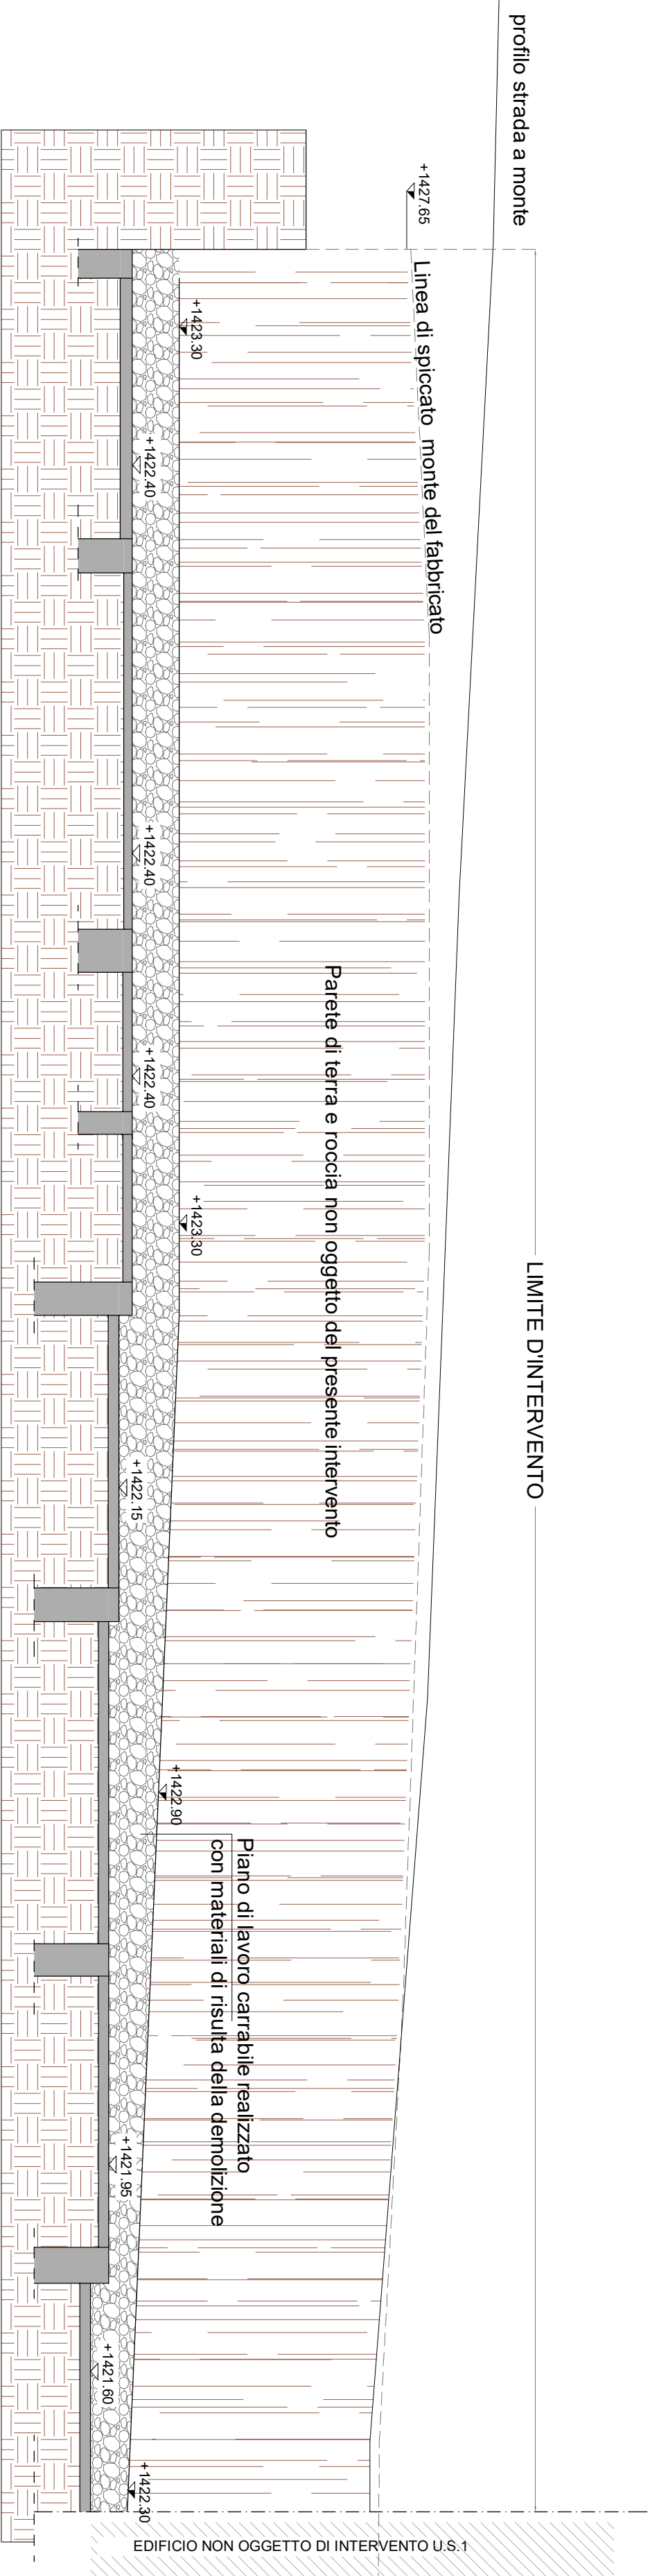 profilo strada a monte
+1427.65
Linea di spiccato monte del fabbricato
LIMITE D'INTERVENTO
+1423.30
+1422.40
+1422.40
+1422.40
+1423.30
Parete di terra e roccia non oggetto del presente intervento
+1422.15
+1422.90
Piano di lavoro carrabile realizzato
con materiali di risulta della demolizione
+1421.95
+1421.60
+1422.30
EDIFICIO NON OGGETTO DI INTERVENTO U.S.1